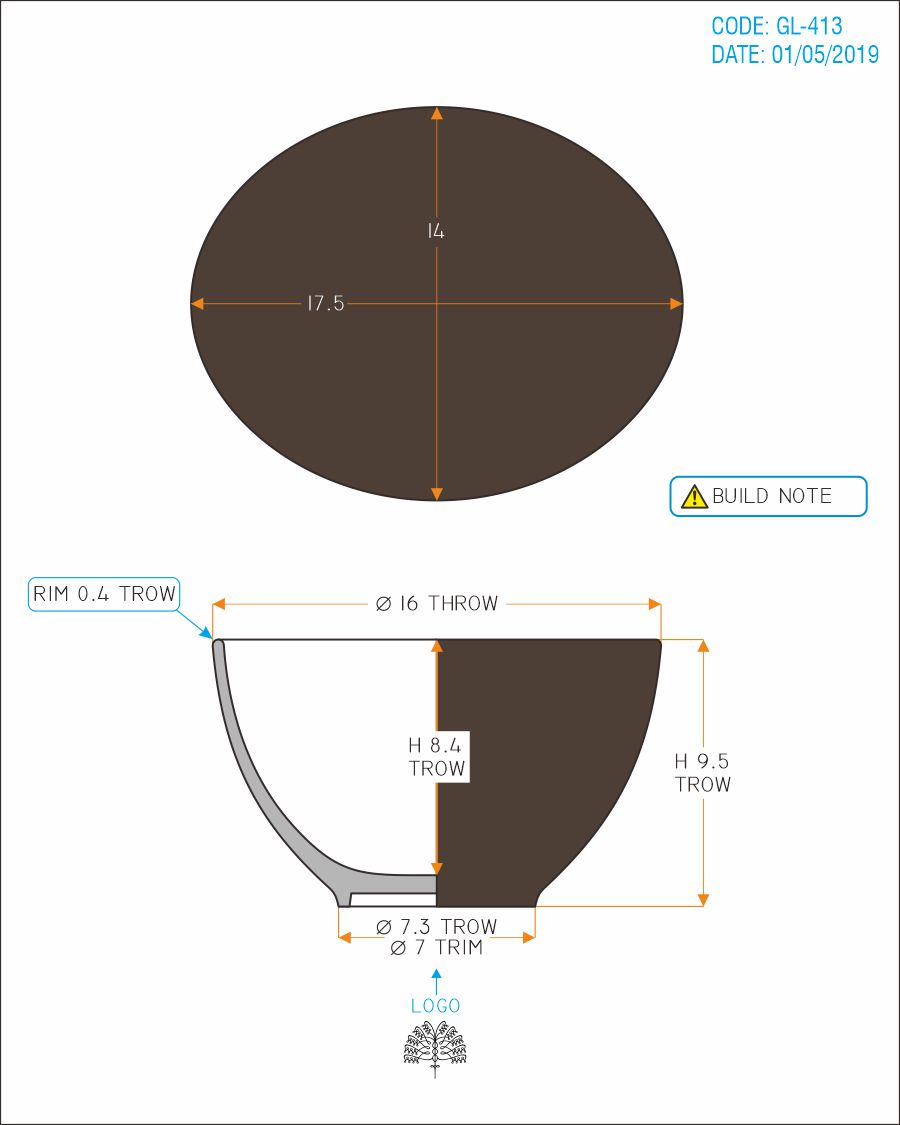 CODE: GL-413
DATE: 01/05/2019
14
17.5
BUILD NOTE
RIM 0.4 TROW
Ø 16 THROW
H 8.4
TROW
H 9.5
TROW
Ø 7.3 TROW
Ø 7 TRIM
LOGO